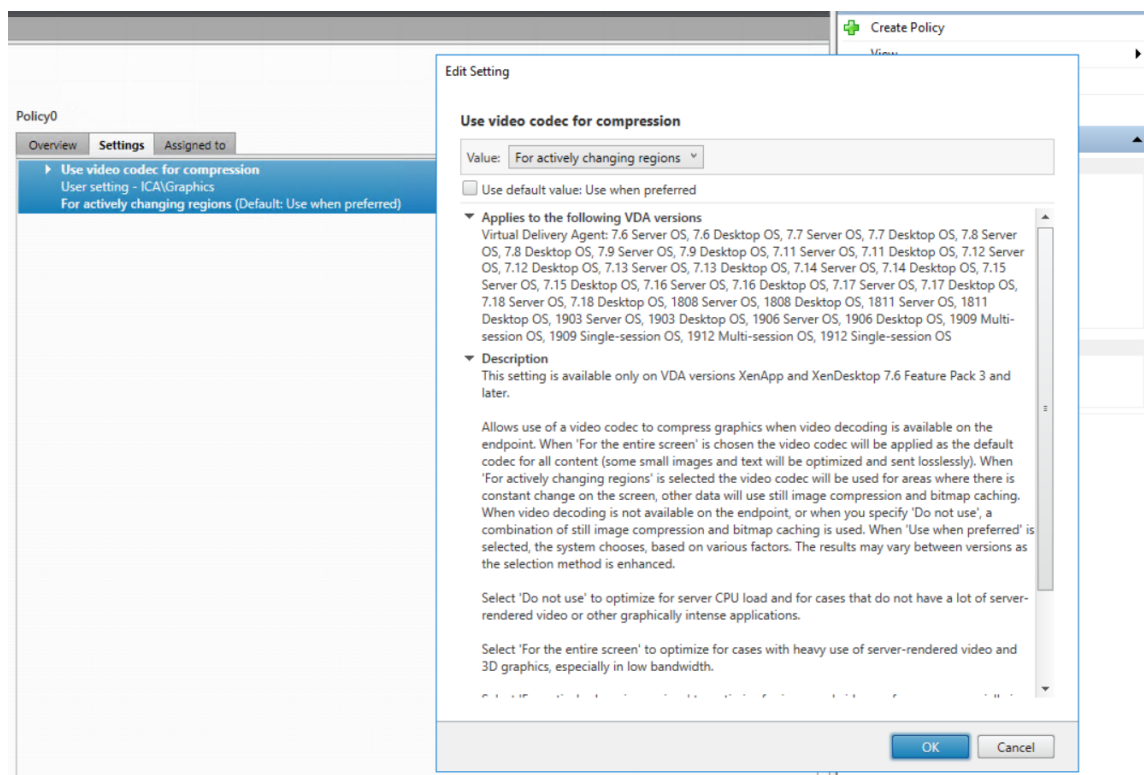 Create Policy
View
Edit Setting
Policy0
Overview Settings Assigned to
Use video codec for compression
User setting - ICA\Graphics
For actively changing regions (Default: Use when preferred)
Use video codec for compression
Value: For actively changing regions
Use default value: Use when preferred
Applies to the following VDA versions
Virtual Delivery Agent: 7.6 Server OS, 7.6 Desktop OS, 7.7 Server OS, 7.7 Desktop OS, 7.8 Server
OS, 7.8 Desktop OS, 7.9 Server OS, 7.9 Desktop OS, 7.11 Server OS, 7.11 Desktop OS, 7.12 Server
OS, 7.12 Desktop OS, 7.13 Server OS, 7.13 Desktop OS, 7.14 Server OS, 7.14 Desktop OS, 7.15
Server OS, 7.15 Desktop OS, 7.16 Server OS, 7.16 Desktop OS, 7.17 Server OS, 7.17 Desktop OS,
7.18 Server OS, 7.18 Desktop OS, 1808 Server OS, 1808 Desktop OS, 1811 Server OS, 1811
Desktop OS, 1903 Server OS, 1903 Desktop OS, 1906 Server OS, 1906 Desktop OS, 1909 Multi-
session OS, 1909 Single-session OS, 1912 Multi-session OS, 1912 Single-session OS
Description
This setting is available only on VDA versions XenApp and XenDesktop 7.6 Feature Pack 3 and
later.
Allows use of a video codec to compress graphics when video decoding is available on the
endpoint. When 'For the entire screen' is chosen the video codec will be applied as the default
codec for all content (some small images and text will be optimized and sent losslessly). When
'For actively changing regions' is selected the video codec will be used for areas where there is
constant change on the screen, other data will use still image compression and bitmap caching.
When video decoding is not available on the endpoint, or when you specify 'Do not use', a
combination of still image compression and bitmap caching is used. When 'Use when preferred' is
selected, the system chooses, based on various factors. The results may vary between versions as
the selection method is enhanced.
Select 'Do not use' to optimize for server CPU load and for cases that do not have a lot of server-
rendered video or other graphically intense applications.
Select 'For the entire screen' to optimize for cases with heavy use of server-rendered video and
3D graphics, especially in low bandwidth.
OK Cancel